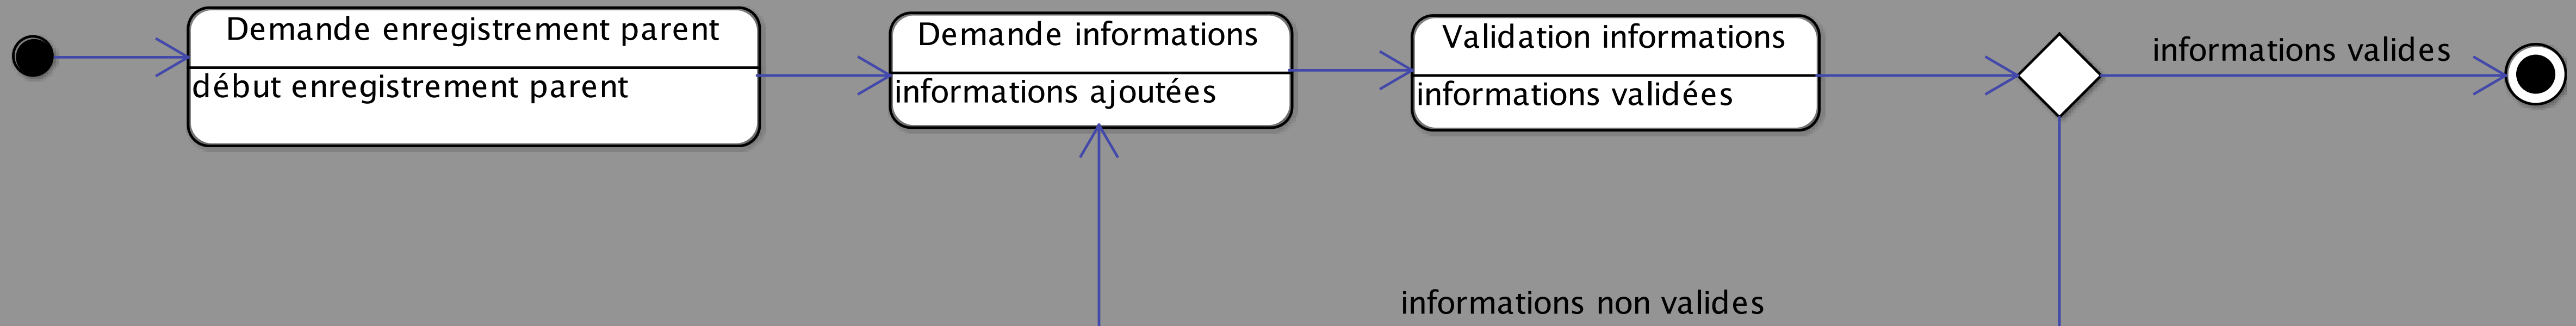 Demande enregistrement parent
début enregistrement parent
Demande informations
informations ajoutées
Validation informations
informations validées
informations valides
informations non valides